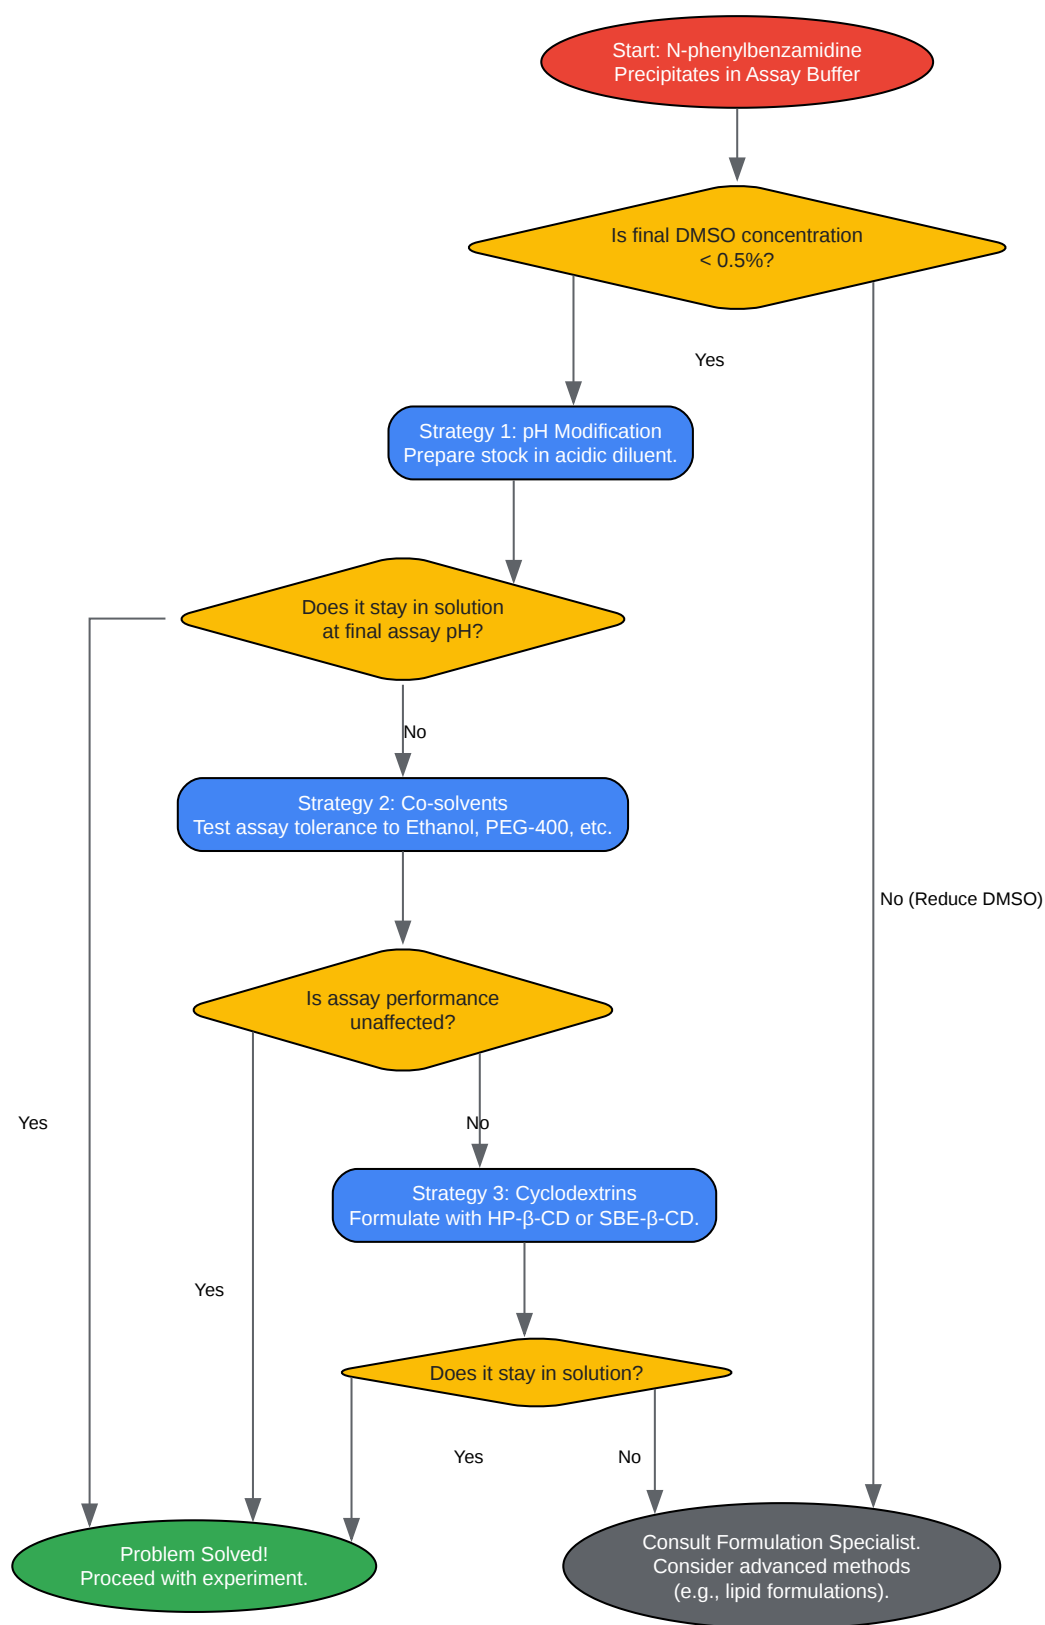 Start: N-phenylbenzamidine
Precipitates in Assay Buffer
Is final DMSO concentration
< 0.5%?
Yes
Strategy 1: pH Modification
Prepare stock in acidic diluent.
Does it stay in solution
at final assay pH?
No
Strategy 2: Co-solvents
Test assay tolerance to Ethanol, PEG-400, etc.
No (Reduce DMSO)
Is assay performance
unaffected?
Yes
No
Strategy 3: Cyclodextrins
Formulate with HP-β-CD or SBE-β-CD.
Yes
Does it stay in solution?
Yes
No
Problem Solved!
Proceed with experiment.
Consult Formulation Specialist.
Consider advanced methods
(e.g., lipid formulations).